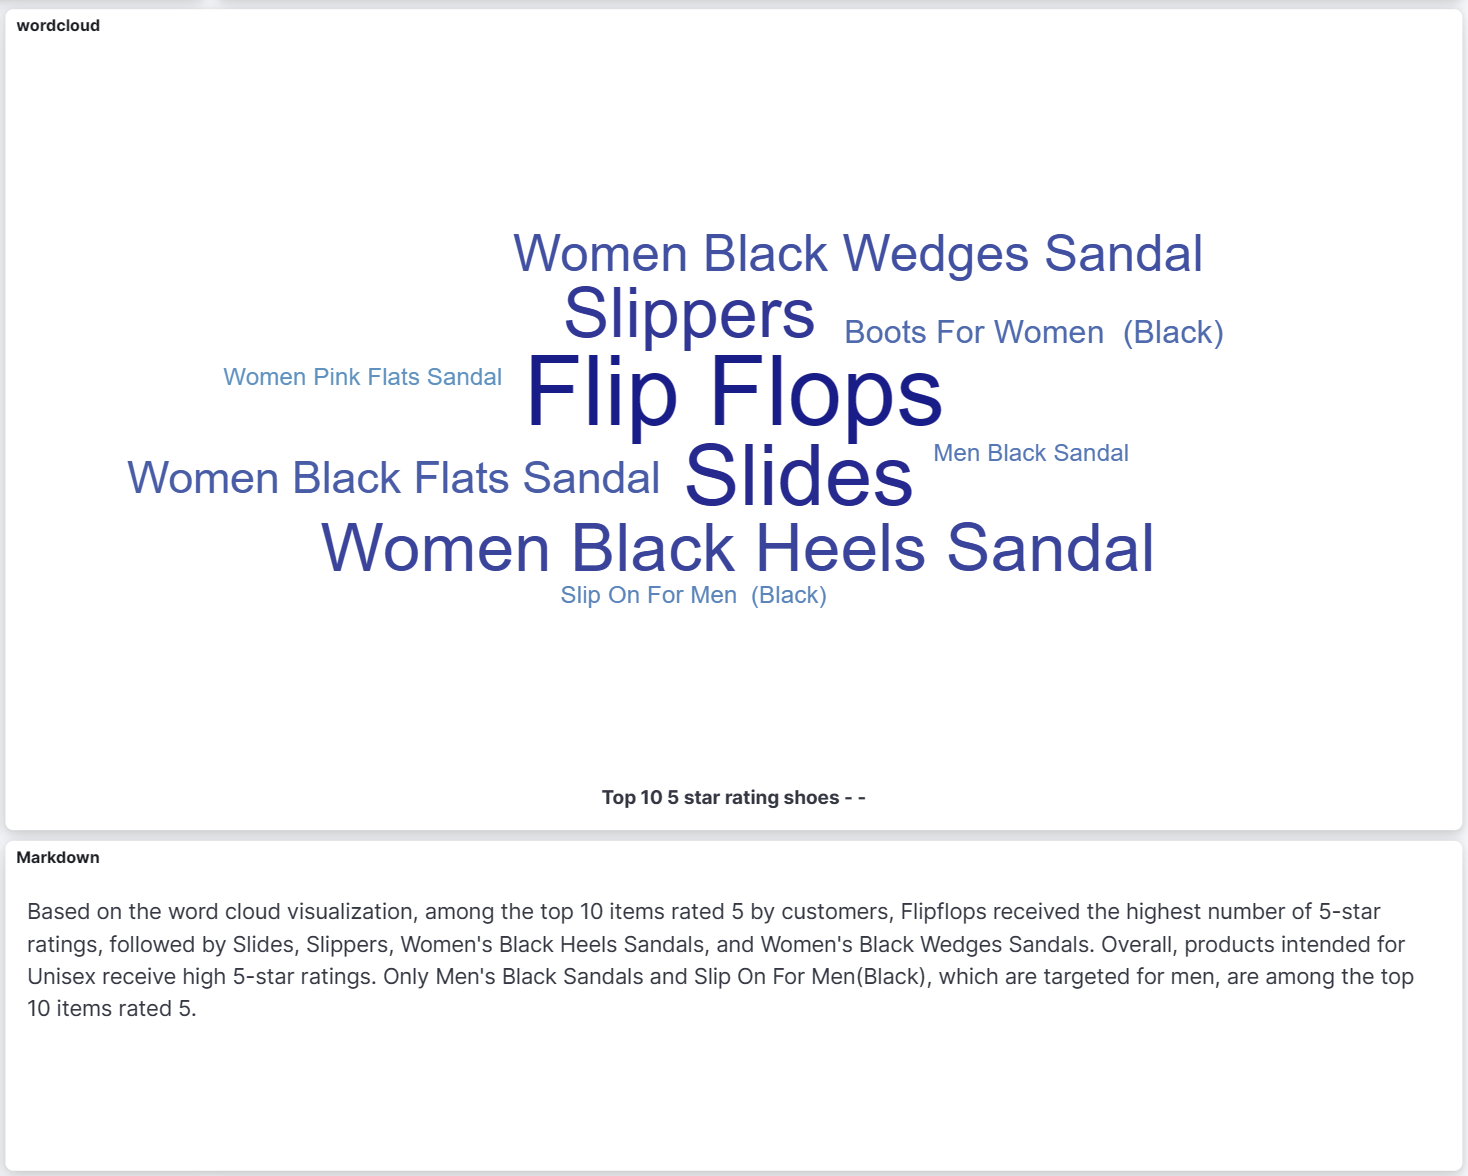 wordcloud
Women Black Wedges Sandal
Slippers
Boots For Women (Black)
Women Pink Flats Sandal
Flip Flops
Men Black Sandal
Women Black Flats Sandal
Slides
Women Black Heels Sandal
Slip On For Men (Black)
Top 10 5 star rating shoes - -
Markdown
Based on the word cloud visualization, among the top 10 items rated 5 by customers, Flipflops received the highest number of 5-star
ratings, followed by Slides, Slippers, Women's Black Heels Sandals, and Women's Black Wedges Sandals. Overall, products intended for
Unisex receive high 5-star ratings. Only Men's Black Sandals and Slip On For Men(Black), which are targeted for men, are among the top
10 items rated 5.